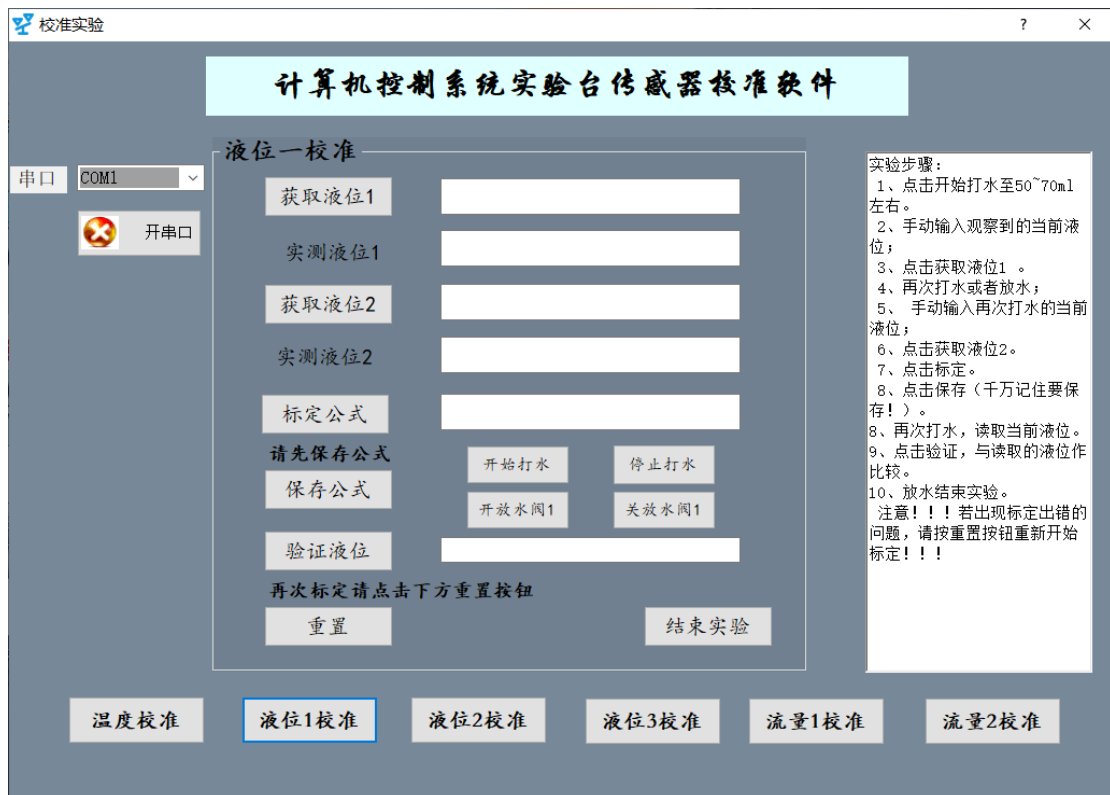 校准实验
?
计算机控制系统实验台传感器校准软件
串口
COM1
开串口
液位一校准
获取液位1
实测液位1
获取液位2
实测液位2
标定公式
请先保存公式
保存公式
开始打水
停止打水
开放水阀1
关放水阀1
验证液位
再次标定请点击下方重置按钮
重置
结束实验
实验步骤:
1、点击开始打水至50~70ml
左右。
2、手动输入观察到的当前液
位;
3、点击获取液位1 。
4、再次打水或者放水;
5、 手动输入再次打水的当前
液位;
6、点击获取液位2。
7、点击标定。
8、点击保存（千万记住要保
存！）。
8、再次打水，读取当前液位。
9、点击验证，与读取的液位作
比较。
10、放水结束实验。
注意！！！若出现标定出错的
问题，请按重置按钮重新开始
标定！！！
温度校准
液位1校准
液位2校准
液位3校准
流量1校准
流量2校准